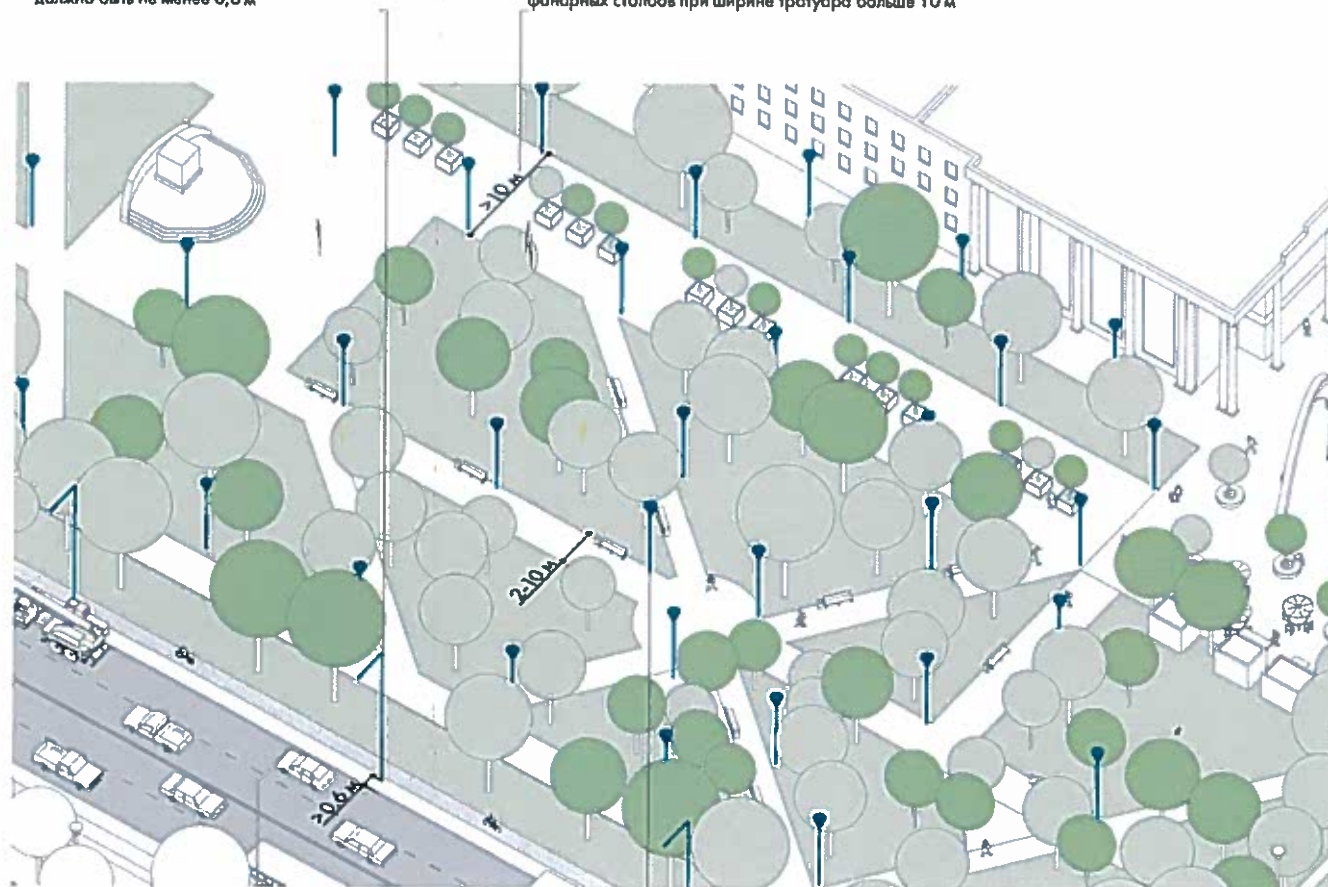 должно быть не менее 0,6 м
фонарных столбов при ширине тротуара больше 10 м
>10 м
2-10 м
>0,6 м